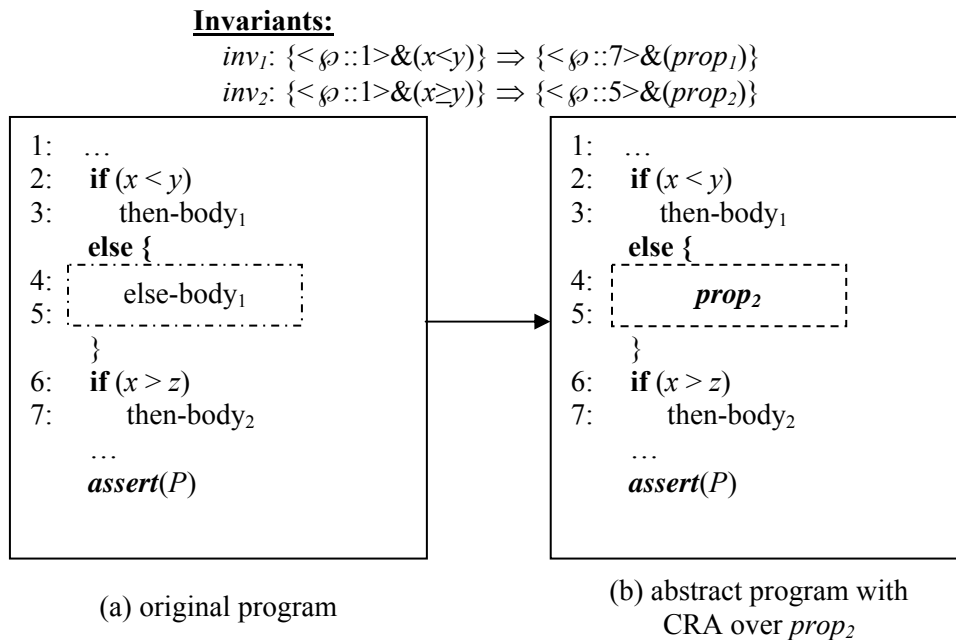 Invariants:
inv₁: {<℘::1>&(x<y)} ⇒ {<℘::7>&(prop₁)}
inv₂: {<℘::1>&(x≥y)} ⇒ {<℘::5>&(prop₂)}
1: …
2: if (x < y)
3: then-body₁
else {
4:
else-body₁
5:
}
6: if (x > z)
7: then-body₂
…
assert(P)
(a) original program
1: …
2: if (x < y)
3: then-body₁
else {
4:
prop₂
5:
}
6: if (x > z)
7: then-body₂
…
assert(P)
(b) abstract program with
CRA over prop₂